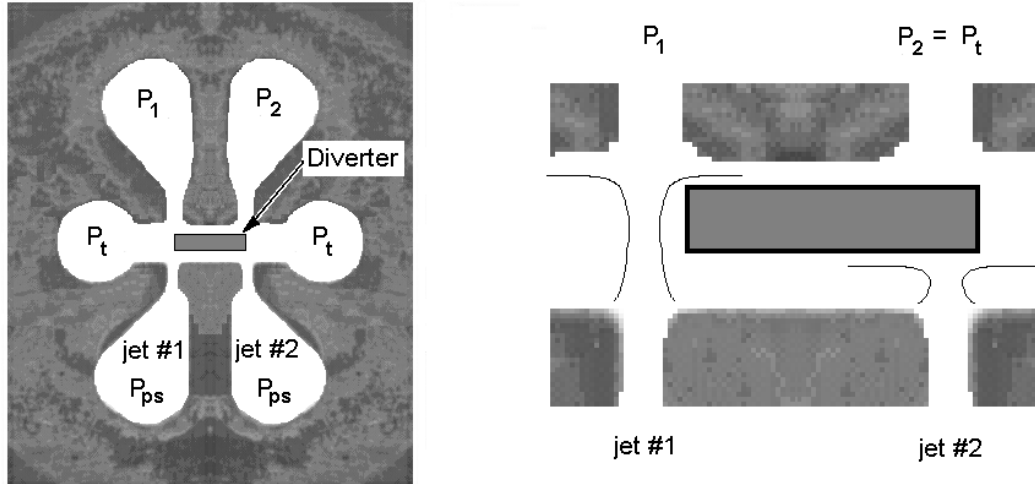 P1
P2
Diverter
Pt
Pt
jet #1
jet #2
Pps
Pps
P1
P2 = Pt
jet #1
jet #2